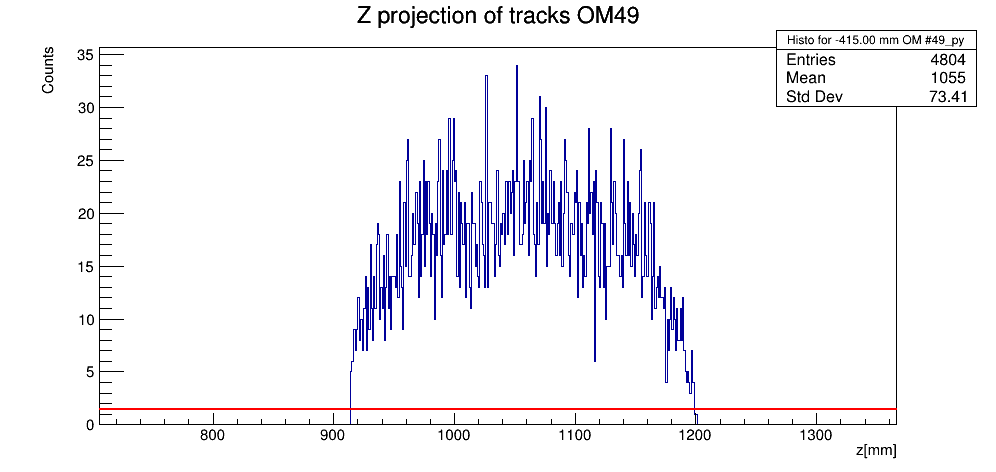 Z projection of tracks OM49
Histo for -415.00 mm OM #49_py
Entries 4804
Mean 1055
Std Dev 73.41
Counts
35
30
25
20
15
10
5
0
800 900 1000 1100 1200 1300
z[mm]